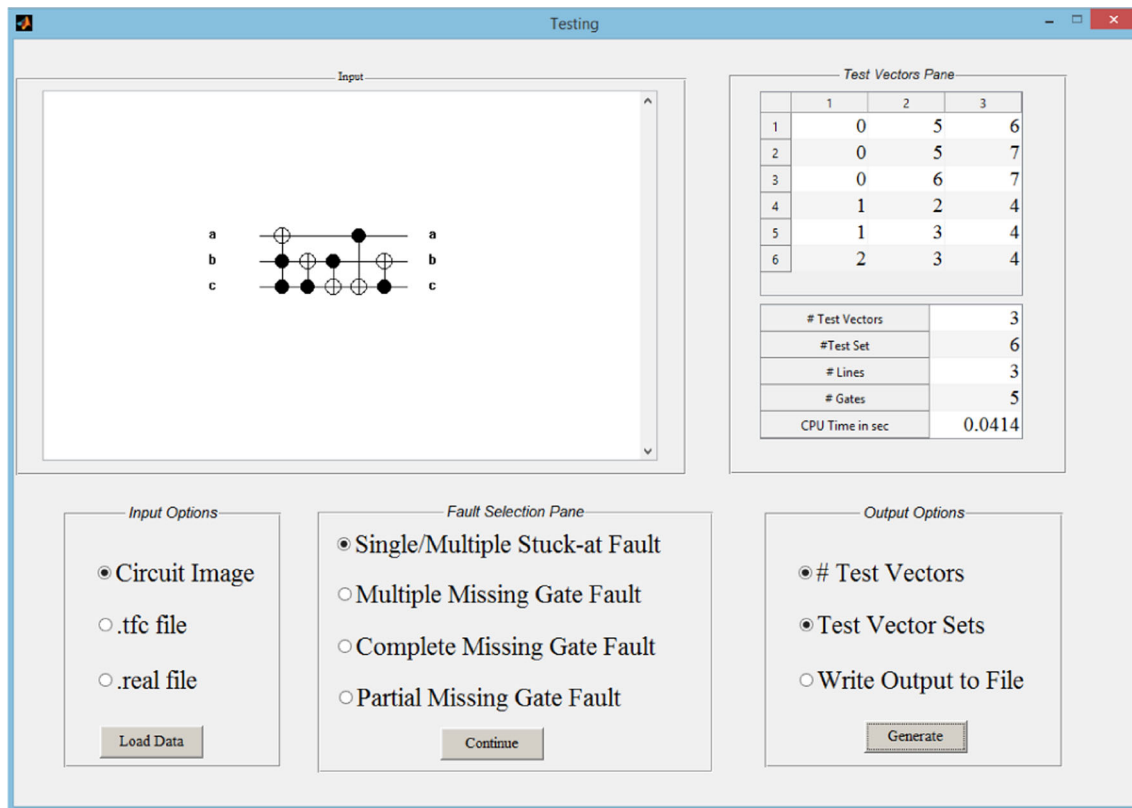 Testing
Input
a a
b b
c c
Test Vectors Pane
1 2 3
1 0 5 6
2 0 5 7
3 0 6 7
4 1 2 4
5 1 3 4
6 2 3 4
# Test Vectors 3
#Test Set 6
# Lines 3
# Gates 5
CPU Time in sec 0.0414
Input Options
Circuit Image
.tfc file
.real file
Load Data
Fault Selection Pane
Single/Multiple Stuck-at Fault
Multiple Missing Gate Fault
Complete Missing Gate Fault
Partial Missing Gate Fault
Continue
Output Options
# Test Vectors
Test Vector Sets
Write Output to File
Generate